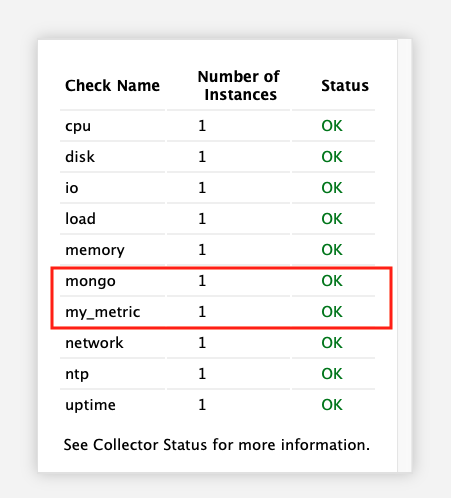 Check Name Number of Instances Status
cpu 1 OK
disk 1 OK
io 1 OK
load 1 OK
memory 1 OK
mongo 1 OK
my_metric 1 OK
network 1 OK
ntp 1 OK
uptime 1 OK
See Collector Status for more information.